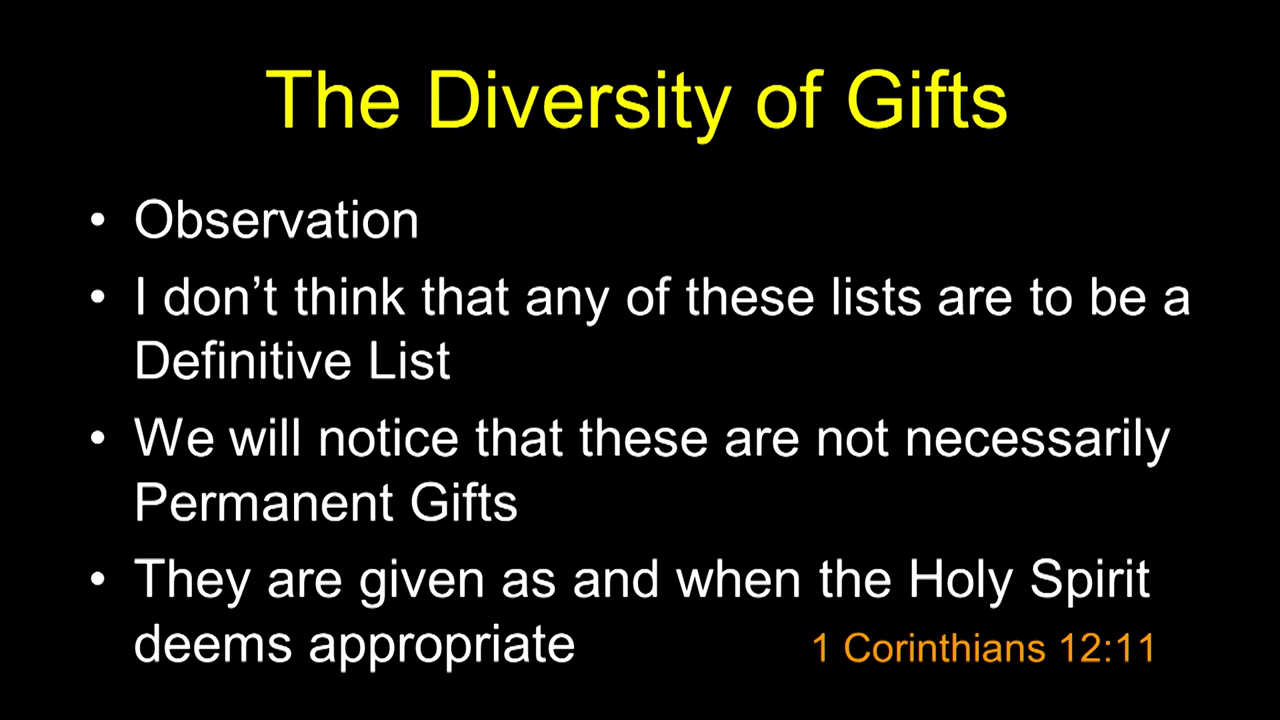 The Diversity of Gifts
• Observation
• I don’t think that any of these lists are to be a
Definitive List
• We will notice that these are not necessarily
Permanent Gifts
• They are given as and when the Holy Spirit
deems appropriate 1 Corinthians 12:11